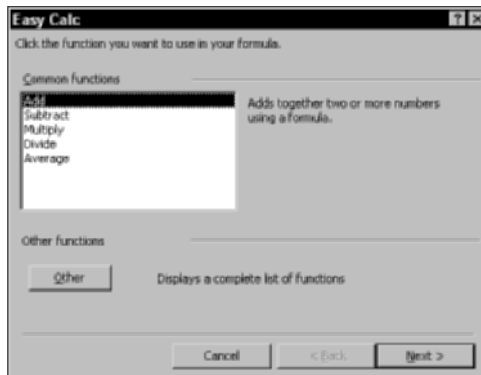 Easy Calc
Click the function you want to use in your formula.
Common functions
Add
Subtract
Multiply
Divide
Average
Adds together two or more numbers
using a formula.
Other functions
Other
Displays a complete list of functions
Cancel
< Back
Next >